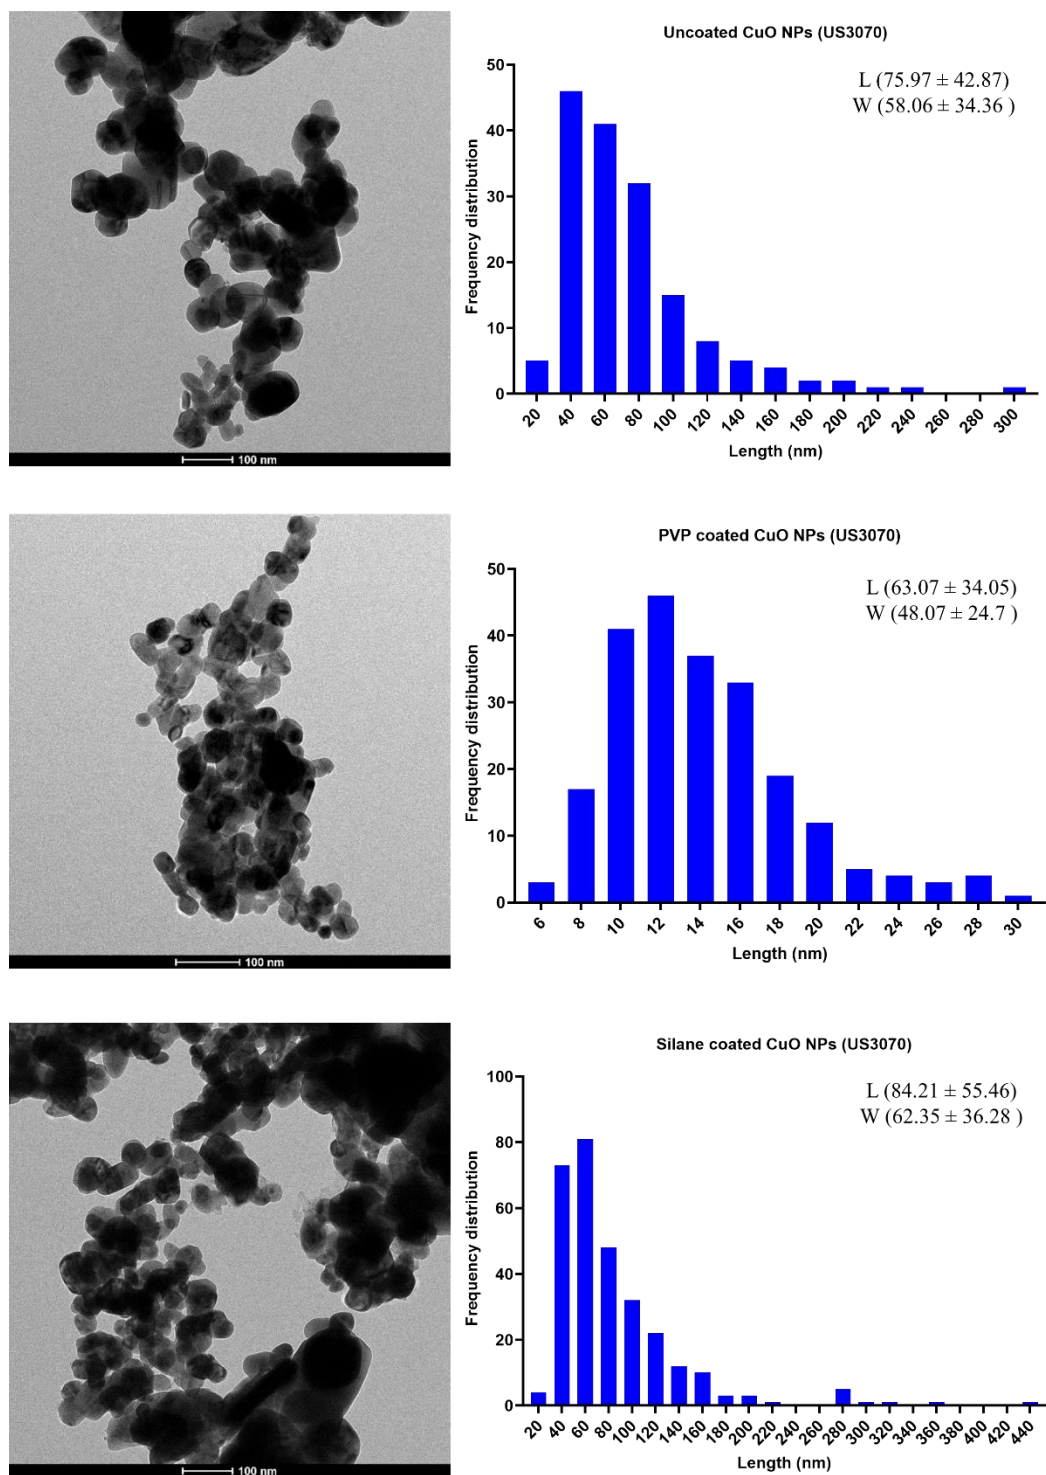 Uncoated CuO NPs (US3070)
L (75.97 ± 42.87)
W (58.06 ± 34.36 )
Frequency distribution
50
40
30
20
10
0
20 40 60 80 100 120 140 160 180 200 220 240 260 280 300
Length (nm)
100 nm
PVP coated CuO NPs (US3070)
L (63.07 ± 34.05)
W (48.07 ± 24.7 )
Frequency distribution
50
40
30
20
10
0
6 8 10 12 14 16 18 20 22 24 26 28 30
Length (nm)
100 nm
Silane coated CuO NPs (US3070)
L (84.21 ± 55.46)
W (62.35 ± 36.28 )
Frequency distribution
100
80
60
40
20
0
20 40 60 80 100 120 140 160 180 200 220 240 260 280 300 320 340 360 380 400 420 440
Length (nm)
100 nm